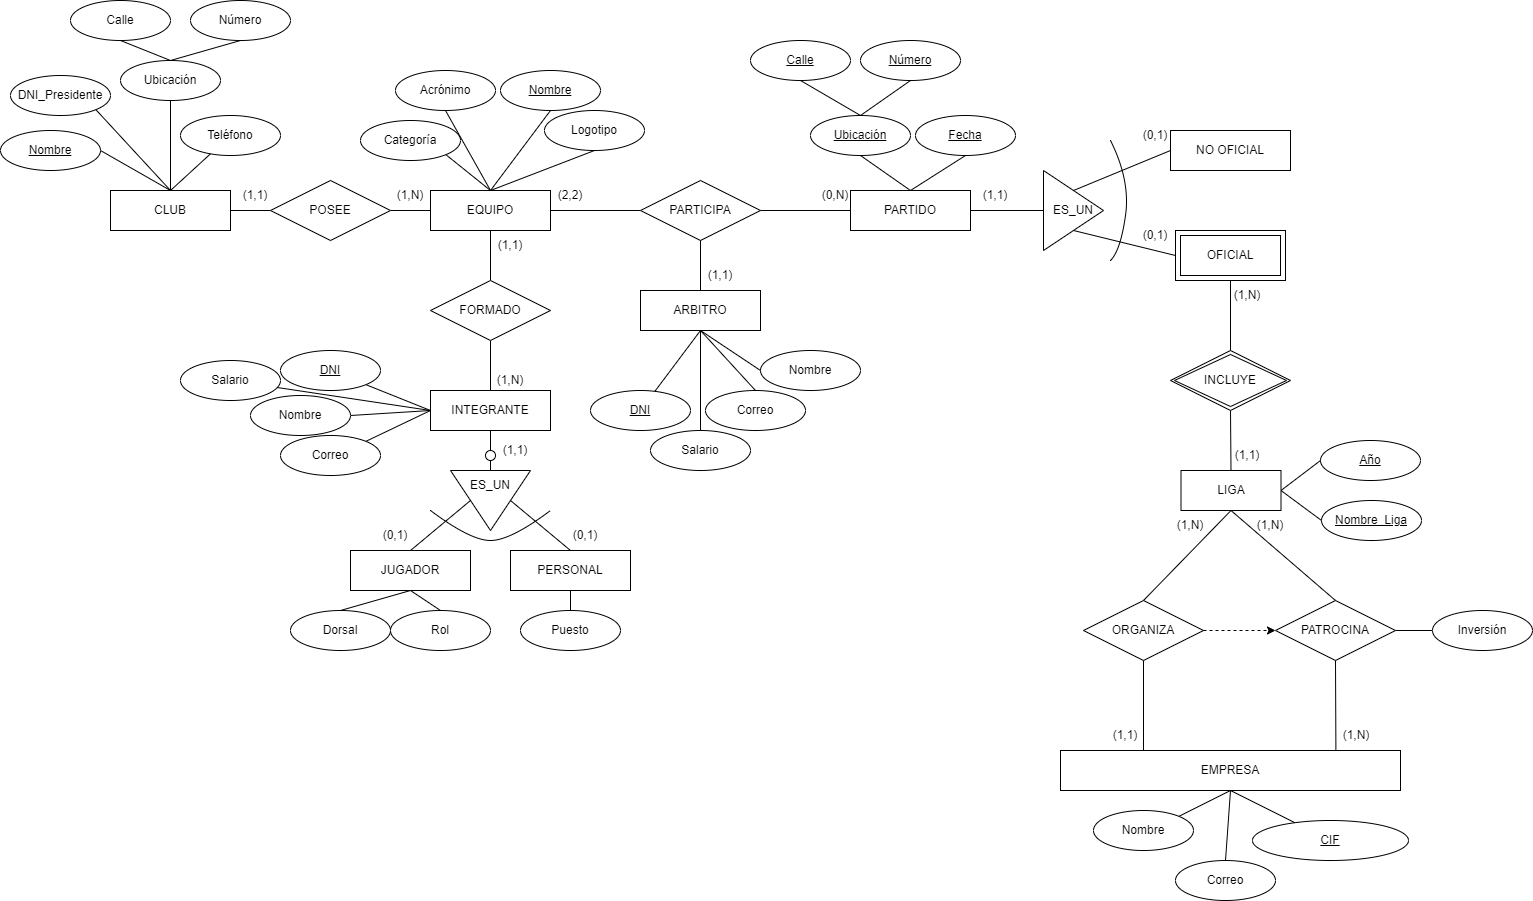 Calle
Número
Ubicación
DNI_Presidente
Nombre
Teléfono
CLUB
(1,1)
POSEE
(1,N)
Acrónimo
Nombre
Categoría
Logotipo
EQUIPO
(2,2)
PARTICIPA
(0,N)
Calle
Número
Ubicación
Fecha
PARTIDO
(1,1)
ES_UN
(0,1)
NO OFICIAL
(0,1)
OFICIAL
(1,1)
FORMADO
(1,N)
INTEGRANTE
DNI
Salario
Nombre
Correo
(1,1)
ES_UN
(0,1)
(0,1)
JUGADOR
PERSONAL
Dorsal
Rol
Puesto
(1,1)
ARBITRO
Nombre
DNI
Correo
Salario
(1,N)
INCLUYE
(1,1)
LIGA
Año
Nombre_Liga
(1,N)
(1,N)
ORGANIZA
PATROCINA
Inversión
(1,1)
(1,N)
EMPRESA
Nombre
CIF
Correo